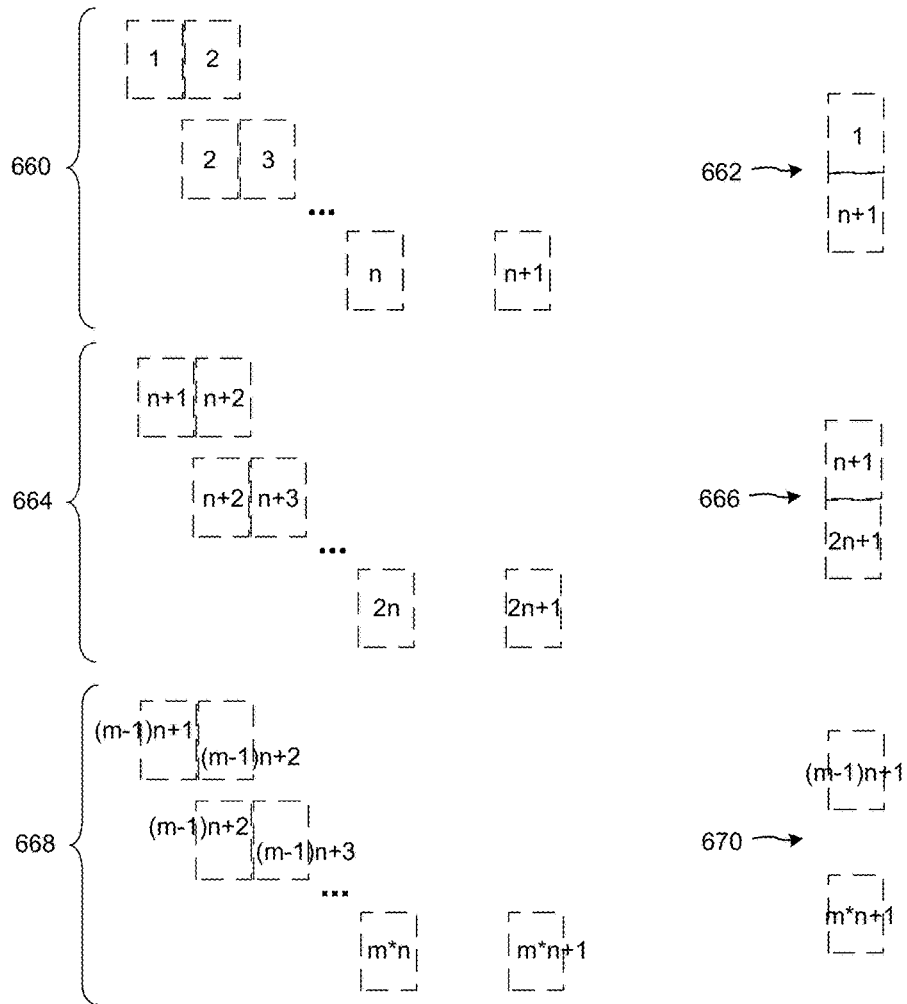 1 2
660 2 3 662 1
n+1
...
n n+1
n+1 n+2
664 n+2 n+3 666 n+1
2n+1
...
2n 2n+1
(m-1)n+1 (m-1)n+2
668 (m-1)n+2 (m-1)n+3 670 (m-1)n+1
...
m*n m*n+1 m*n+1